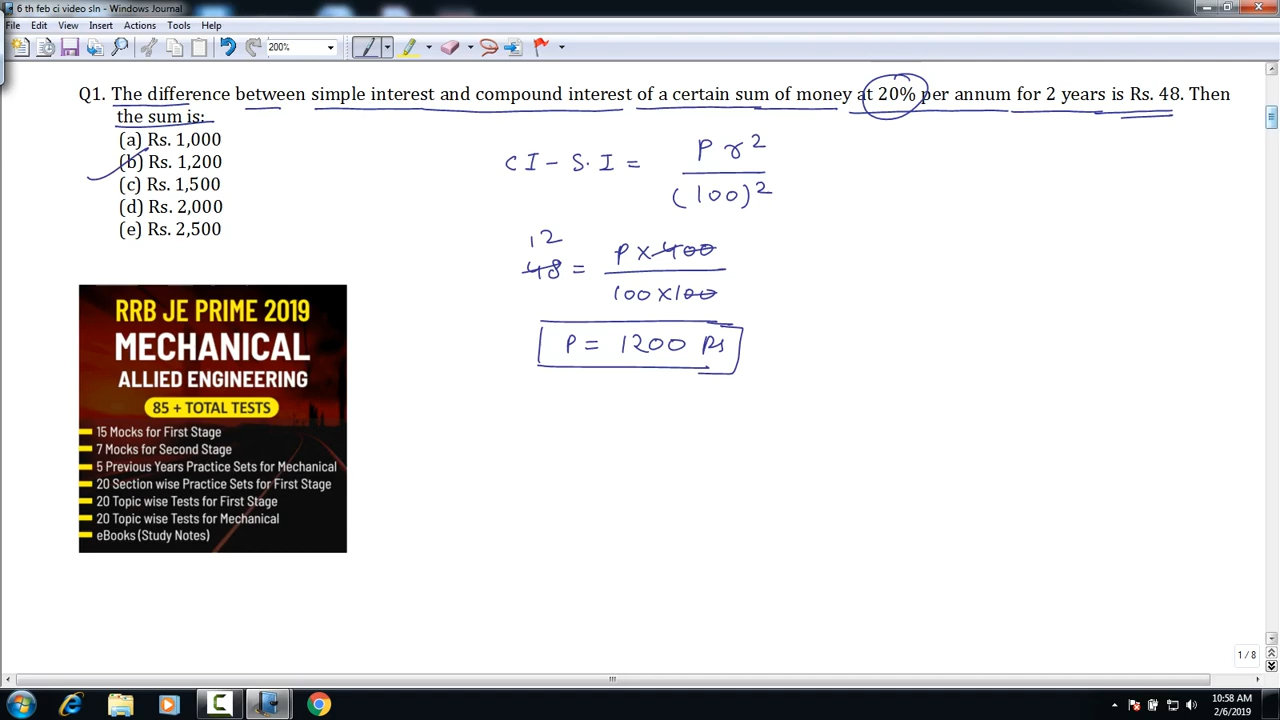 6 th feb ci video sln - Windows Journal
File Edit View Insert Actions Tools Help
200%
Q1. The difference between simple interest and compound interest of a certain sum of money at 20% per annum for 2 years is Rs. 48. Then
the sum is:
(a) Rs. 1,000
(b) Rs. 1,200
(c) Rs. 1,500
(d) Rs. 2,000
(e) Rs. 2,500
CI - S.I = P r²
(100)²
12
48 = P x 400
100 x 100
P = 1200 Rs
RRB JE PRIME 2019
MECHANICAL
ALLIED ENGINEERING
85 + TOTAL TESTS
15 Mocks for First Stage
7 Mocks for Second Stage
5 Previous Years Practice Sets for Mechanical
20 Section wise Practice Sets for First Stage
20 Topic wise Tests for First Stage
20 Topic wise Tests for Mechanical
eBooks (Study Notes)
1 / 8
10:58 AM
2/6/2019